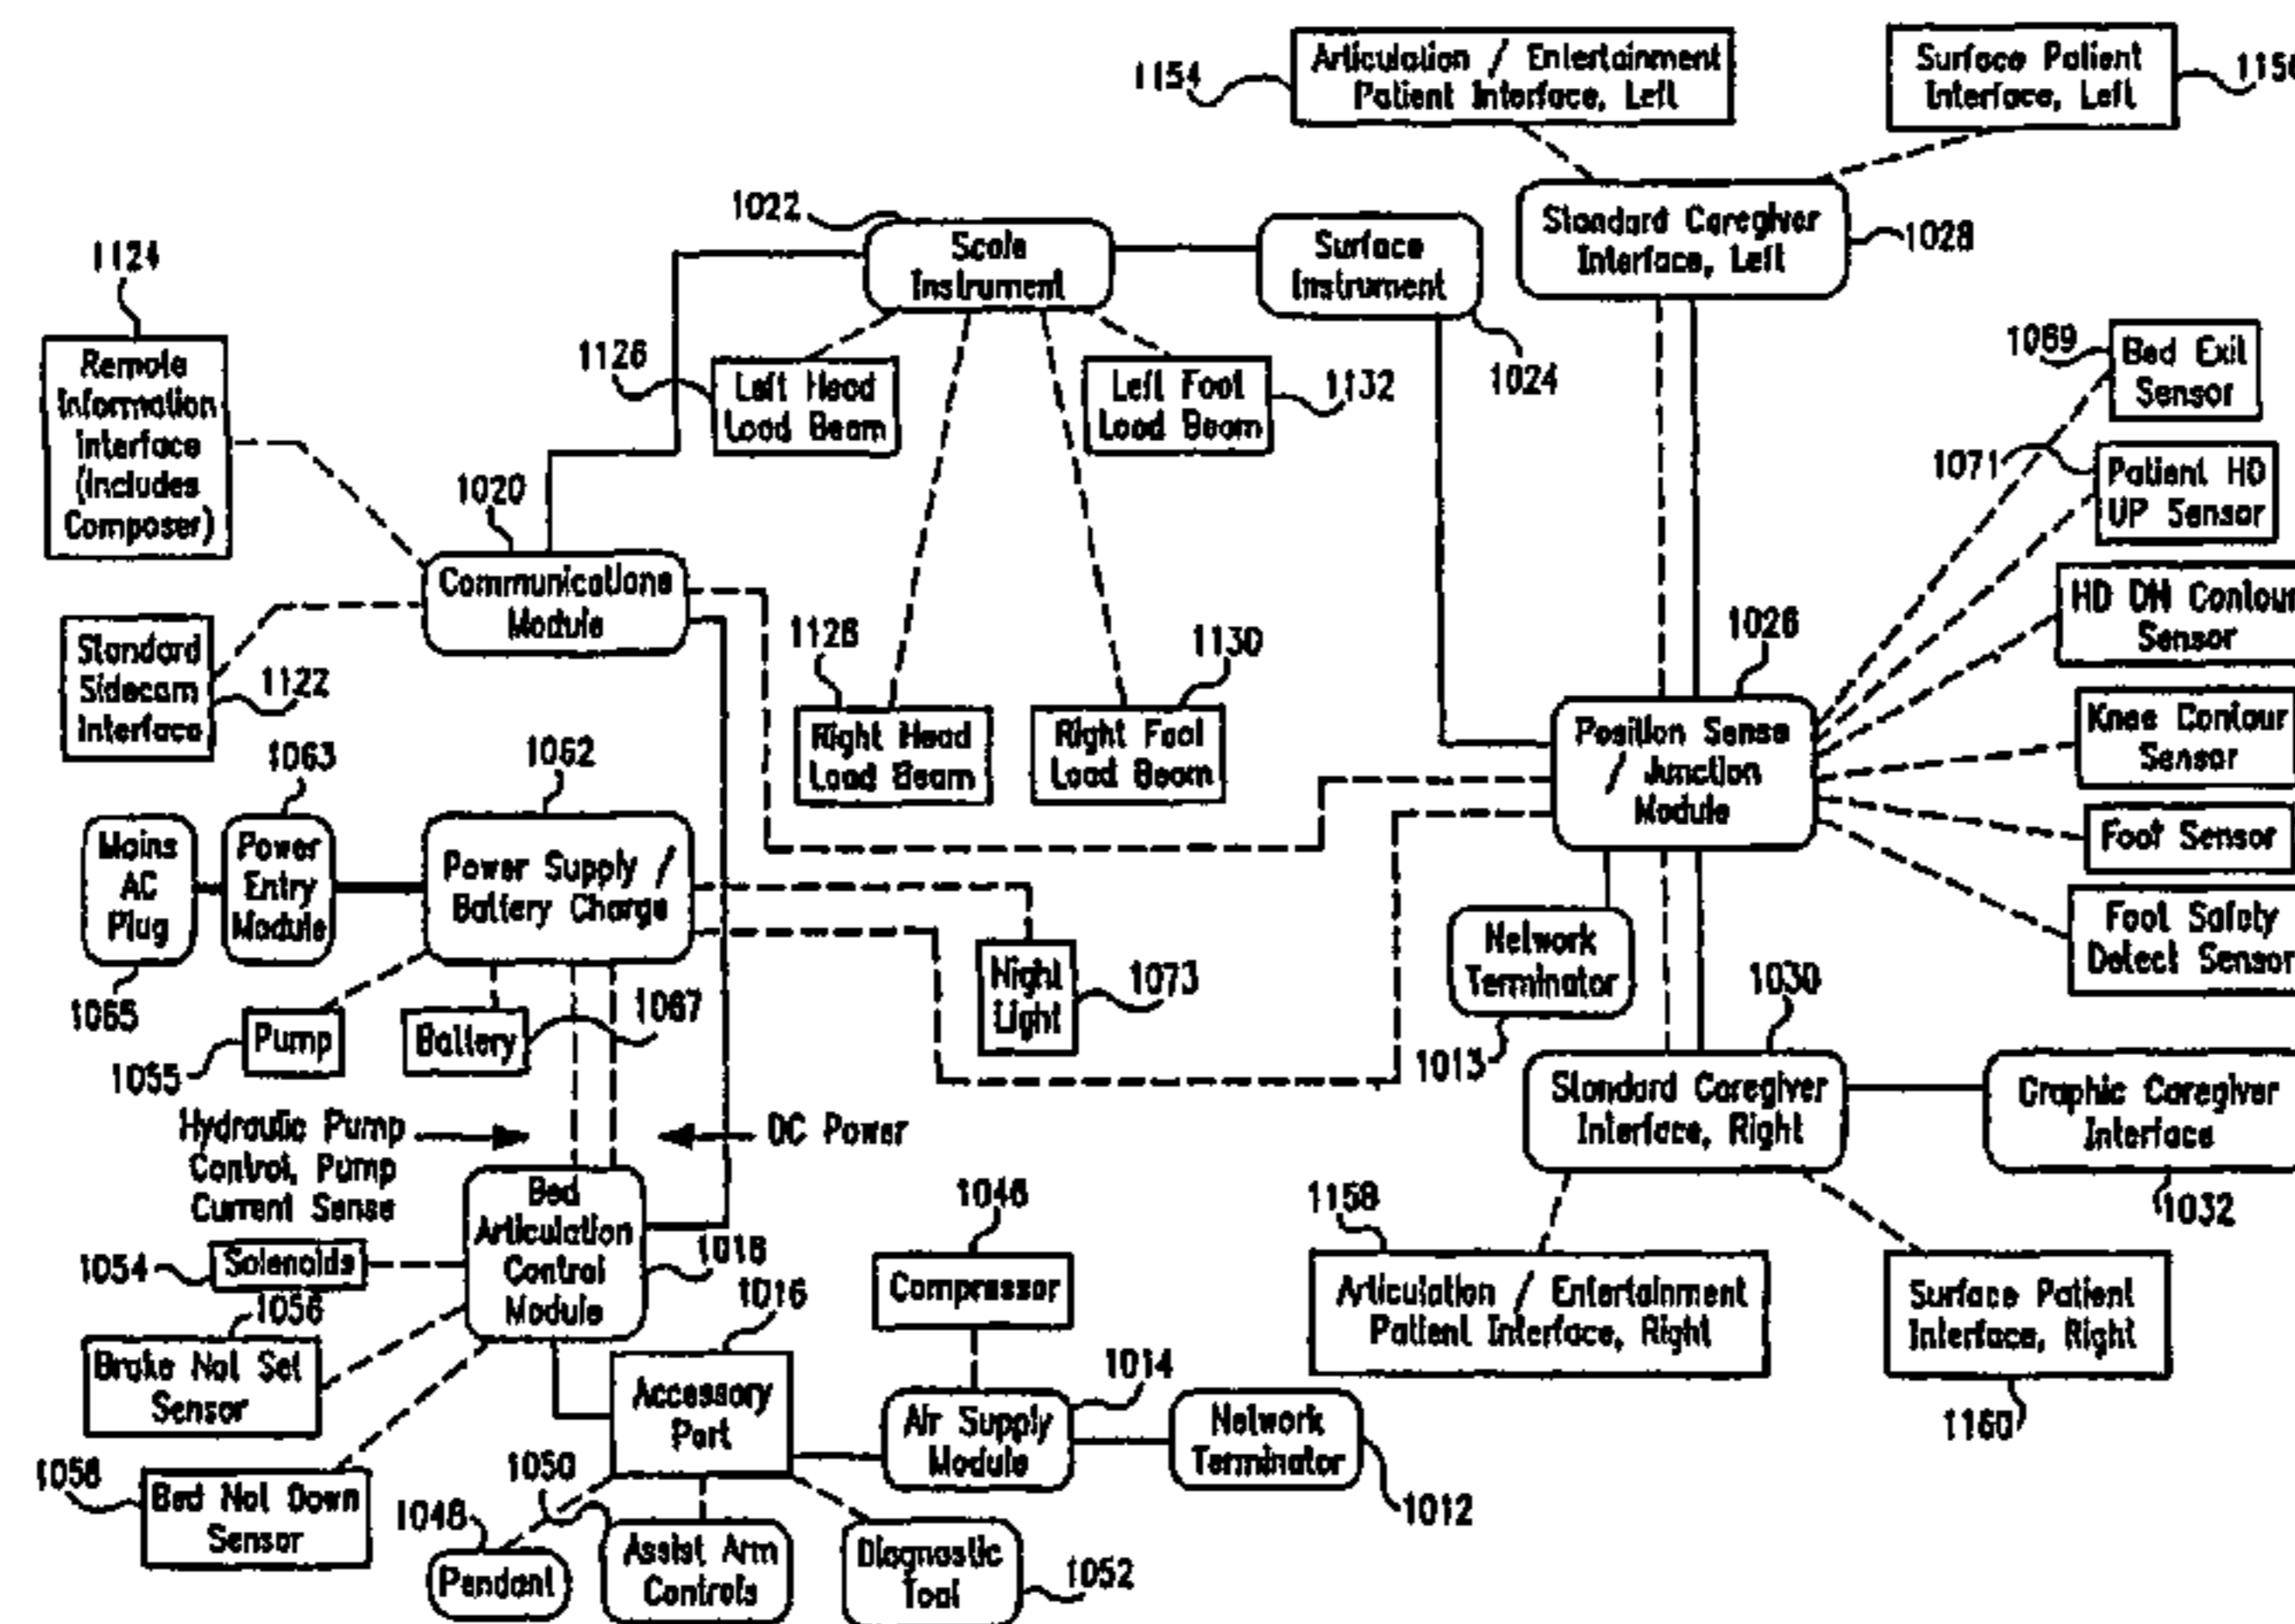 1154
Articulation / Entertainment
Patient Interface, Left
Surface Patient
Interface, Left
1022
Scale
Instrument
Surface
Instrument
1024
Standard Caregiver
Interface, Left
1028
1124
Remote
Information
Interface
(Includes
Composer)
1126
Left Head
Load Beam
Left Foot
Load Beam
1132
1069
Bed Exit
Sensor
1071
Patient HD
UP Sensor
HD DN Contour
Sensor
Knee Contour
Sensor
Foot Sensor
Foot Safety
Detect Sensor
1020
Communications
Module
Standard
Sidecom
Interface
1122
1128
Right Head
Load Beam
1130
Right Foot
Load Beam
1026
Position Sense
/ Junction
Module
1063
1062
Mains
AC
Plug
1065
Power
Entry
Module
Power Supply /
Battery Charge
Pump
1055
Battery
1067
Night
Light
1073
Network
Terminator
1013
1030
Standard Caregiver
Interface, Right
Graphic Caregiver
Interface
1032
Hydraulic Pump
Control, Pump
Current Sense
DC Power
Bed
Articulation
Control
Module
1018
1054
Solenoids
1056
Brake Not Set
Sensor
1058
Bed Not Down
Sensor
1016
Accessory
Port
1046
Compressor
1014
Air Supply
Module
Network
Terminator
1012
1158
Articulation / Entertainment
Patient Interface, Right
Surface Patient
Interface, Right
1160
1048
Pendant
1050
Assist Arm
Controls
Diagnostic
Tool
1052